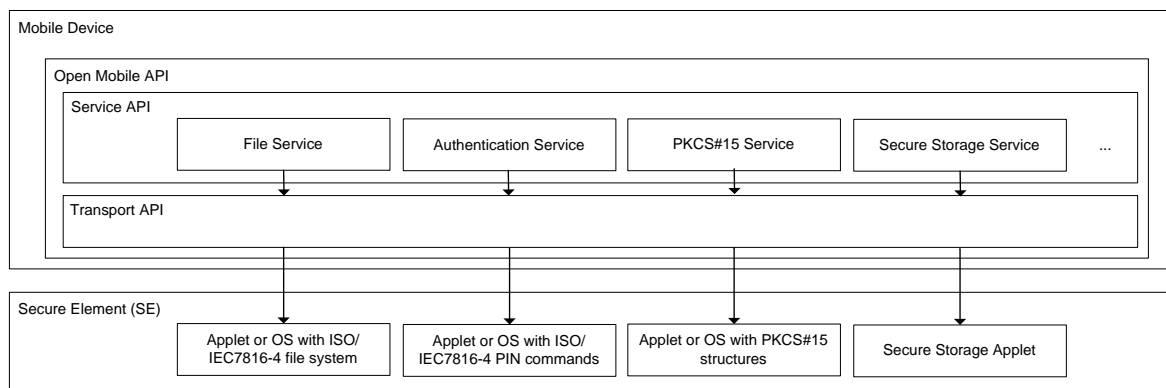 Mobile Device
Open Mobile API
Service API
File Service
Authentication Service
PKCS#15 Service
Secure Storage Service
...
Transport API
Secure Element (SE)
Applet or OS with ISO/
IEC7816-4 file system
Applet or OS with ISO/
IEC7816-4 PIN commands
Applet or OS with PKCS#15
structures
Secure Storage Applet